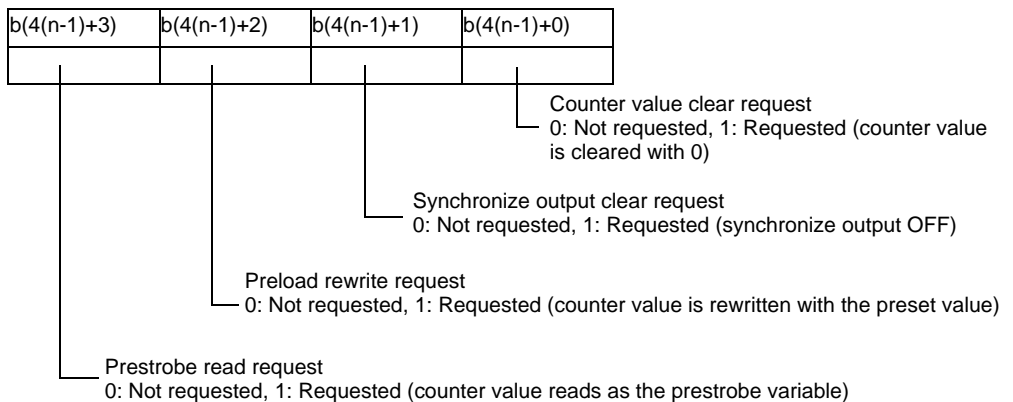 b(4(n-1)+3) b(4(n-1)+2) b(4(n-1)+1) b(4(n-1)+0)
Counter value clear request
0: Not requested, 1: Requested (counter value
is cleared with 0)
Synchronize output clear request
0: Not requested, 1: Requested (synchronize output OFF)
Preload rewrite request
0: Not requested, 1: Requested (counter value is rewritten with the preset value)
Prestrobe read request
0: Not requested, 1: Requested (counter value reads as the prestrobe variable)